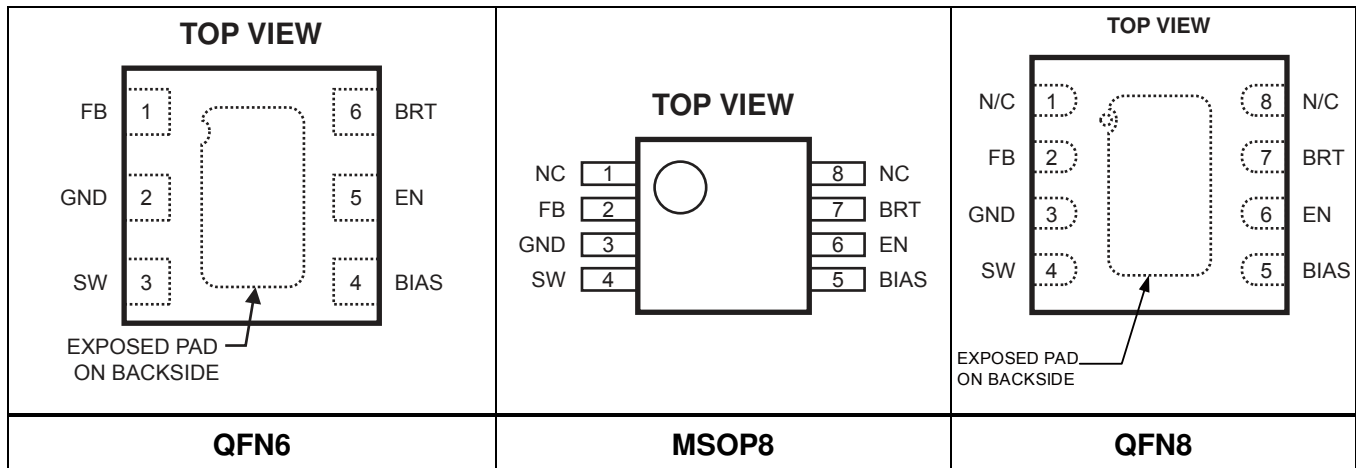 TOP VIEW
FB 1 6 BRT
GND 2 5 EN
SW 3 4 BIAS
EXPOSED PAD
ON BACKSIDE
QFN6
TOP VIEW
NC 1 8 NC
FB 2 7 BRT
GND 3 6 EN
SW 4 5 BIAS
MSOP8
TOP VIEW
N/C 1 8 N/C
FB 2 7 BRT
GND 3 6 EN
SW 4 5 BIAS
EXPOSED PAD
ON BACKSIDE
QFN8